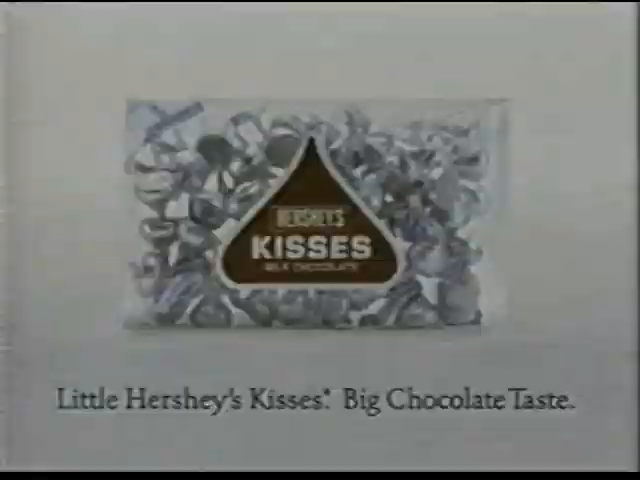 HERSHEY'S
KISSES
MILK CHOCOLATE
Little Hershey's Kisses.® Big Chocolate Taste.